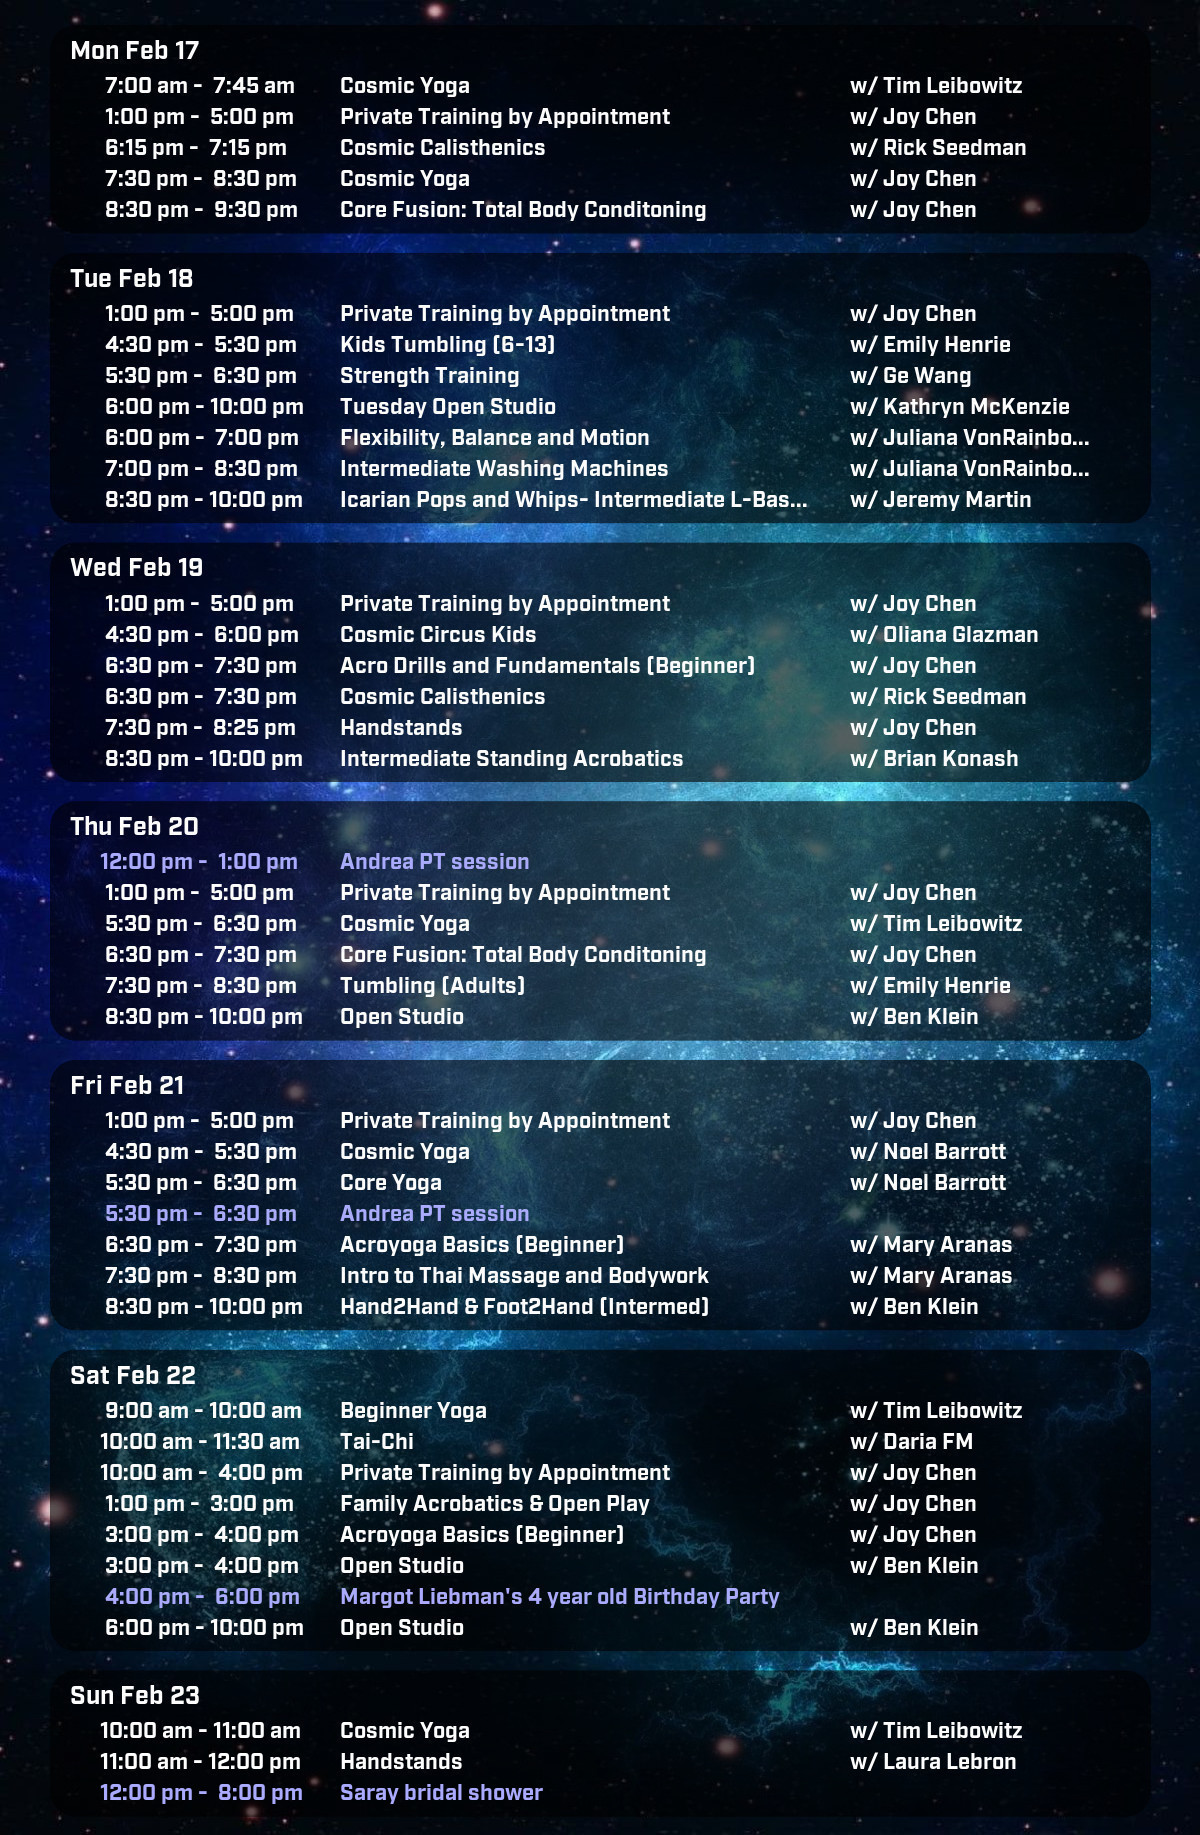 Mon Feb 17
7:00 am - 7:45 am Cosmic Yoga w/ Tim Leibowitz
1:00 pm - 5:00 pm Private Training by Appointment w/ Joy Chen
6:15 pm - 7:15 pm Cosmic Calisthenics w/ Rick Seedman
7:30 pm - 8:30 pm Cosmic Yoga w/ Joy Chen
8:30 pm - 9:30 pm Core Fusion: Total Body Conditoning w/ Joy Chen
Tue Feb 18
1:00 pm - 5:00 pm Private Training by Appointment w/ Joy Chen
4:30 pm - 5:30 pm Kids Tumbling (6-13) w/ Emily Henrie
5:30 pm - 6:30 pm Strength Training w/ Ge Wang
6:00 pm - 10:00 pm Tuesday Open Studio w/ Kathryn McKenzie
6:00 pm - 7:00 pm Flexibility, Balance and Motion w/ Juliana VonRainbo...
7:00 pm - 8:30 pm Intermediate Washing Machines w/ Juliana VonRainbo...
8:30 pm - 10:00 pm Icarian Pops and Whips- Intermediate L-Bas... w/ Jeremy Martin
Wed Feb 19
1:00 pm - 5:00 pm Private Training by Appointment w/ Joy Chen
4:30 pm - 6:00 pm Cosmic Circus Kids w/ Oliana Glazman
6:30 pm - 7:30 pm Acro Drills and Fundamentals (Beginner) w/ Joy Chen
6:30 pm - 7:30 pm Cosmic Calisthenics w/ Rick Seedman
7:30 pm - 8:25 pm Handstands w/ Joy Chen
8:30 pm - 10:00 pm Intermediate Standing Acrobatics w/ Brian Konash
Thu Feb 20
12:00 pm - 1:00 pm Andrea PT session
1:00 pm - 5:00 pm Private Training by Appointment w/ Joy Chen
5:30 pm - 6:30 pm Cosmic Yoga w/ Tim Leibowitz
6:30 pm - 7:30 pm Core Fusion: Total Body Conditoning w/ Joy Chen
7:30 pm - 8:30 pm Tumbling (Adults) w/ Emily Henrie
8:30 pm - 10:00 pm Open Studio w/ Ben Klein
Fri Feb 21
1:00 pm - 5:00 pm Private Training by Appointment w/ Joy Chen
4:30 pm - 5:30 pm Cosmic Yoga w/ Noel Barrott
5:30 pm - 6:30 pm Core Yoga w/ Noel Barrott
5:30 pm - 6:30 pm Andrea PT session
6:30 pm - 7:30 pm Acroyoga Basics (Beginner) w/ Mary Aranas
7:30 pm - 8:30 pm Intro to Thai Massage and Bodywork w/ Mary Aranas
8:30 pm - 10:00 pm Hand2Hand & Foot2Hand (Intermed) w/ Ben Klein
Sat Feb 22
9:00 am - 10:00 am Beginner Yoga w/ Tim Leibowitz
10:00 am - 11:30 am Tai-Chi w/ Daria FM
10:00 am - 4:00 pm Private Training by Appointment w/ Joy Chen
1:00 pm - 3:00 pm Family Acrobatics & Open Play w/ Joy Chen
3:00 pm - 4:00 pm Acroyoga Basics (Beginner) w/ Joy Chen
3:00 pm - 4:00 pm Open Studio w/ Ben Klein
4:00 pm - 6:00 pm Margot Liebman's 4 year old Birthday Party
6:00 pm - 10:00 pm Open Studio w/ Ben Klein
Sun Feb 23
10:00 am - 11:00 am Cosmic Yoga w/ Tim Leibowitz
11:00 am - 12:00 pm Handstands w/ Laura Lebron
12:00 pm - 8:00 pm Saray bridal shower